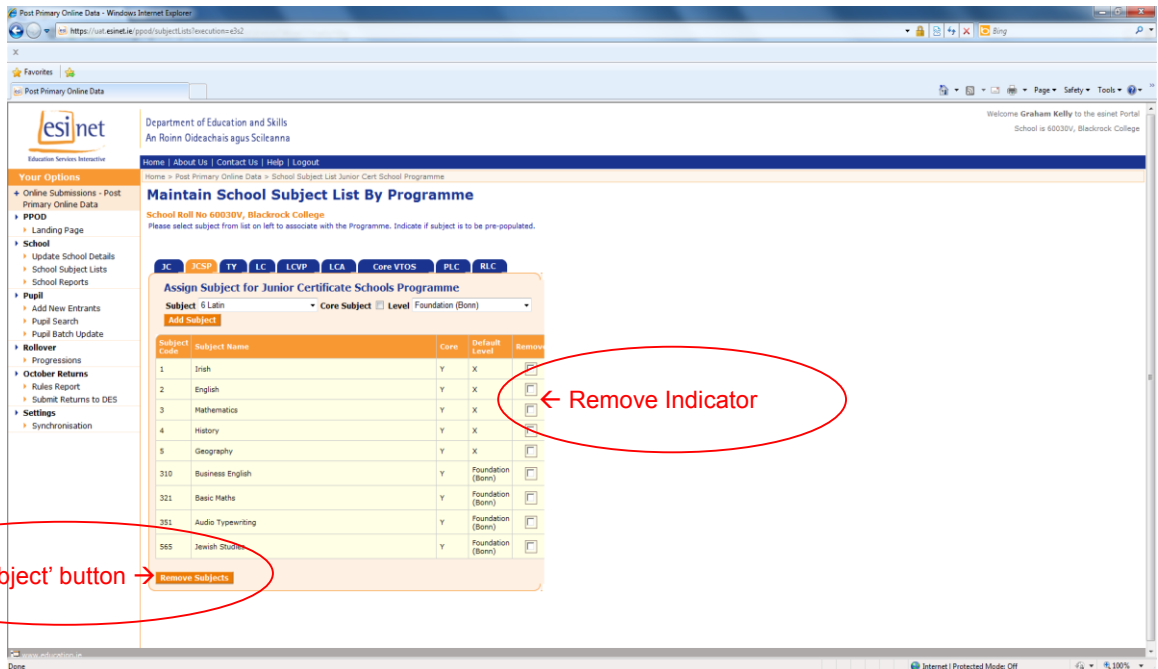 Post Primary Online Data - Windows Internet Explorer
https://uat.esinet.ie/ppod/subjectLists?execution=e3s2
Bing
x
Favorites
Post Primary Online Data
Page Safety Tools
esinet
Education Services Interactive
Department of Education and Skills
An Roinn Oideachais agus Scileanna
Welcome Graham Kelly to the esinet Portal
School is 60030V, Blackrock College
Home | About Us | Contact Us | Help | Logout
Your Options
+ Online Submissions - Post Primary Online Data
PPOD
Landing Page
School
Update School Details
School Subject Lists
School Reports
Pupil
Add New Entrants
Pupil Search
Pupil Batch Update
Rollover
Progressions
October Returns
Rules Report
Submit Returns to DES
Settings
Synchronisation
Home > Post Primary Online Data > School Subject List Junior Cert School Programme
Maintain School Subject List By Programme
School Roll No 60030V, Blackrock College
Please select subject from list on left to associate with the Programme. Indicate if subject is to be pre-populated.
JC JCSP TY LC LCVP LCA Core VTOS PLC RLC
Assign Subject for Junior Certificate Schools Programme
Subject 6 Latin Core Subject Level Foundation (Bonn)
Add Subject
Subject Code Subject Name Core Default Level Remove
1 Irish Y X
2 English Y X
3 Mathematics Y X
4 History Y X
5 Geography Y X
310 Business English Y Foundation (Bonn)
321 Basic Maths Y Foundation (Bonn)
351 Audio Typewriting Y Foundation (Bonn)
565 Jewish Studies Y Foundation (Bonn)
← Remove Indicator
bject’ button →
Remove Subjects
www.education.ie
Done
Internet | Protected Mode: Off
100%